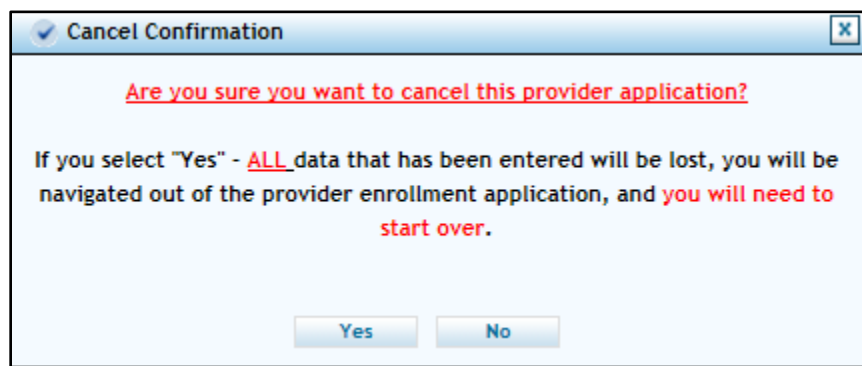 Cancel Confirmation
x
Are you sure you want to cancel this provider application?
If you select "Yes" - ALL data that has been entered will be lost, you will be
navigated out of the provider enrollment application, and you will need to
start over.
Yes No